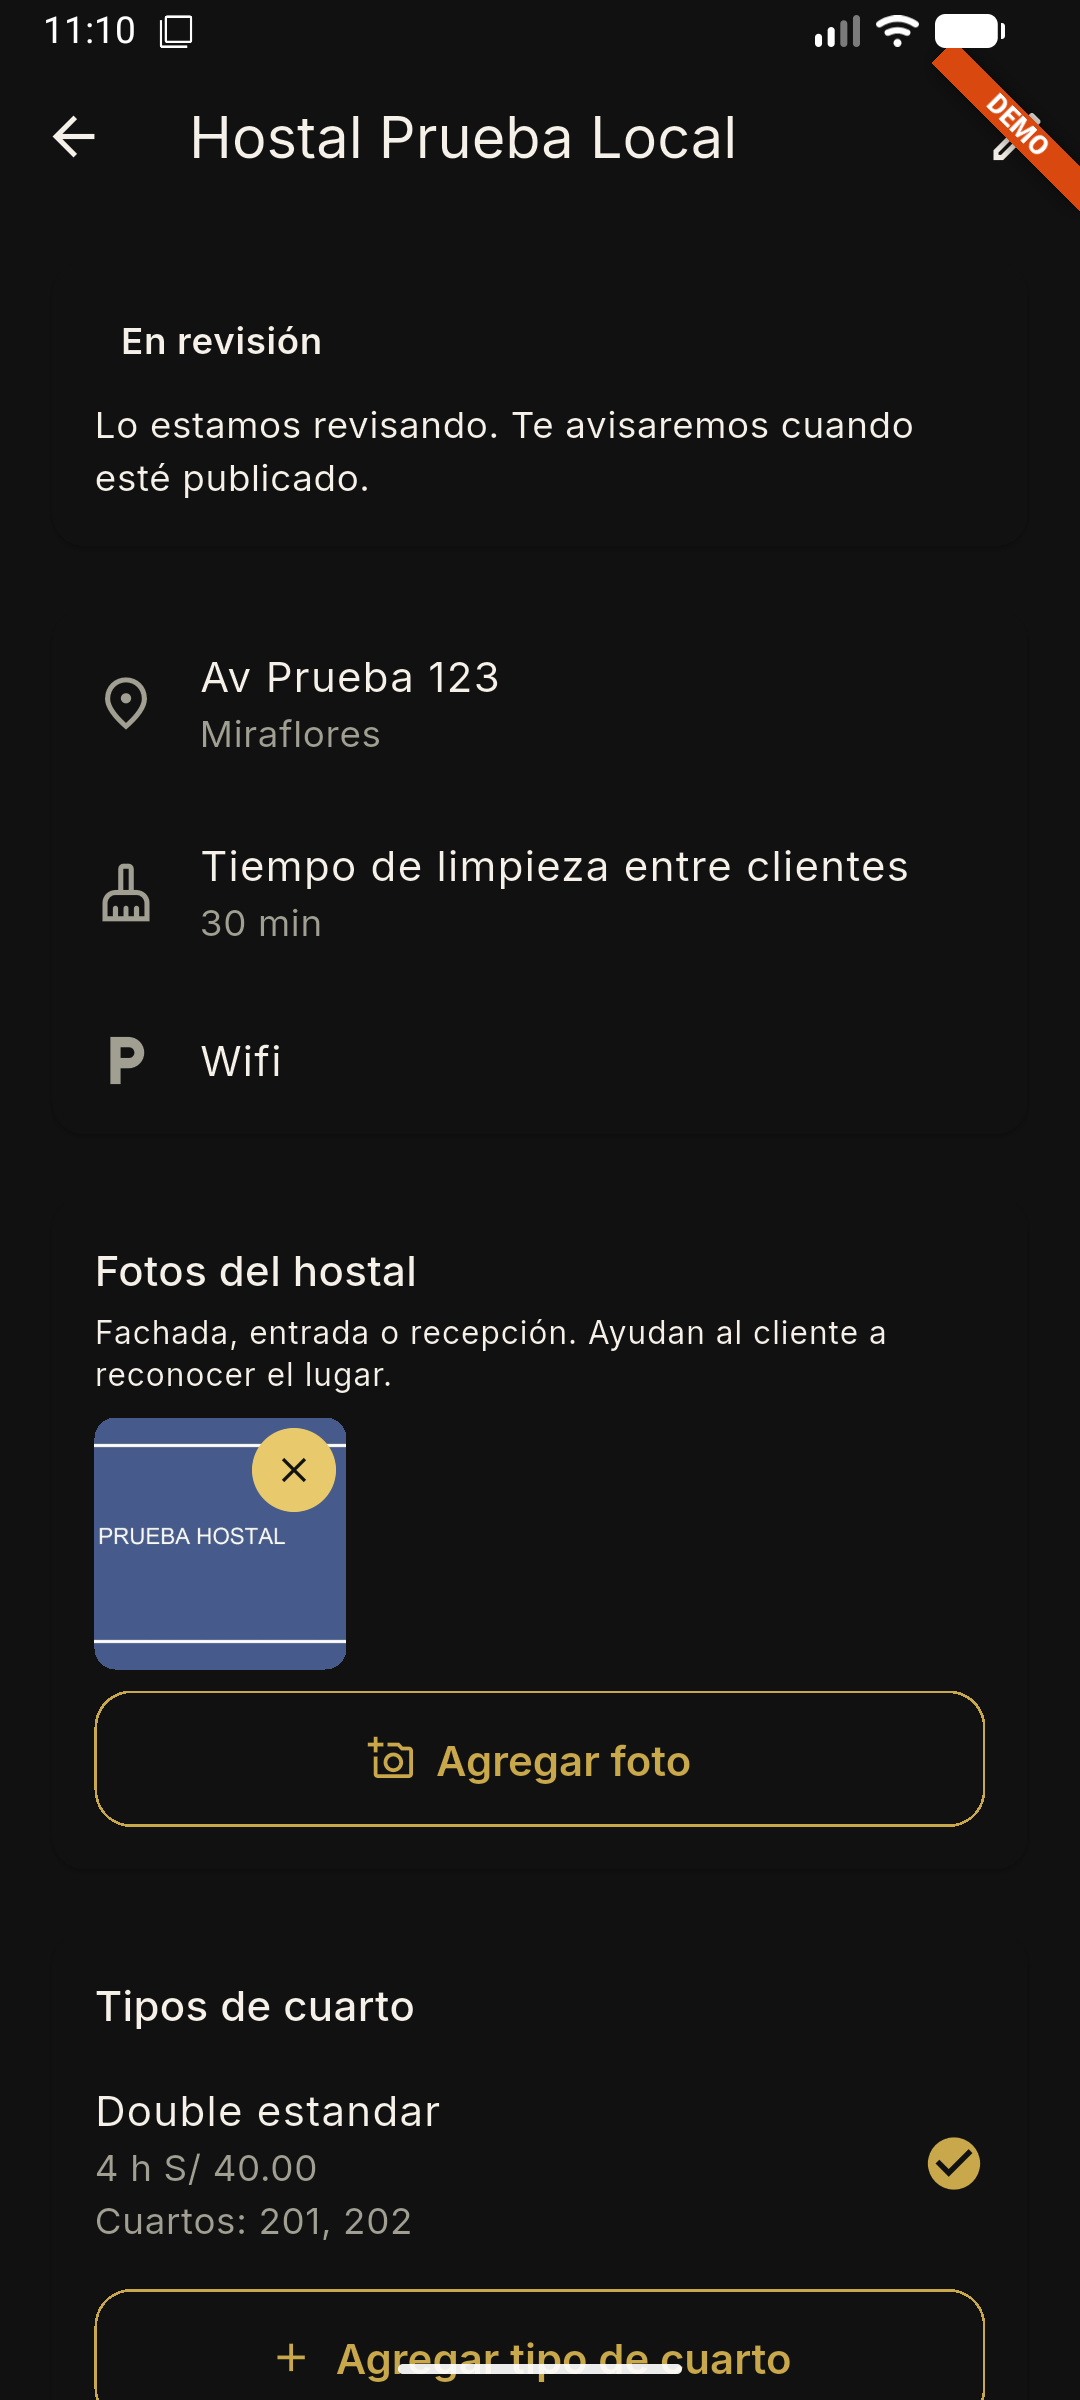 11:10
DEMO
Hostal Prueba Local
En revisión
Lo estamos revisando. Te avisaremos cuando
esté publicado.
Av Prueba 123
Miraflores
Tiempo de limpieza entre clientes
30 min
Wifi
Fotos del hostal
Fachada, entrada o recepción. Ayudan al cliente a
reconocer el lugar.
PRUEBA HOSTAL
Agregar foto
Tipos de cuarto
Double estandar
4 h S/ 40.00
Cuartos: 201, 202
Agregar tipo de cuarto